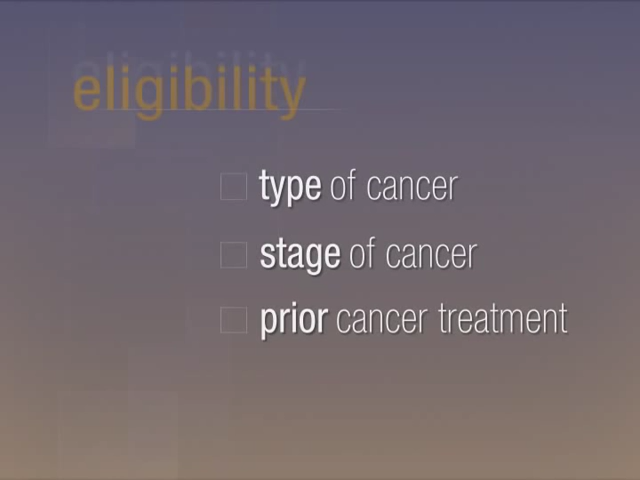 eligibility
type of cancer
stage of cancer
prior cancer treatment